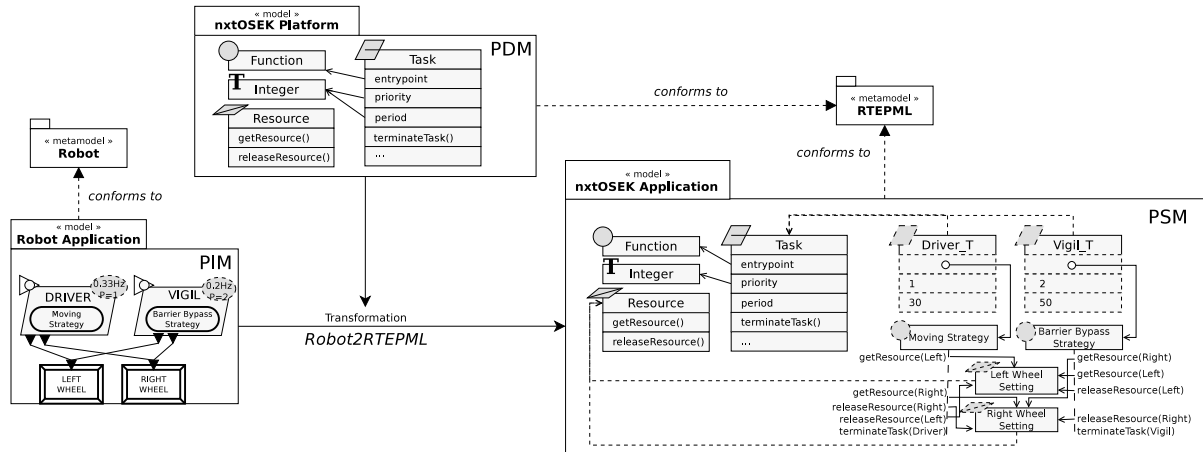 « model »
nxtOSEK Platform
PDM
Function
T
Integer
Resource
getResource()
releaseResource()
Task
entrypoint
priority
period
terminateTask()
...
conforms to
« metamodel »
RTEPML
conforms to
« metamodel »
Robot
conforms to
« model »
Robot Application
PIM
0.33Hz
P=1
DRIVER
Moving
Strategy
0.2Hz
P=2
VIGIL
Barrier Bypass
Strategy
LEFT
WHEEL
RIGHT
WHEEL
Transformation
Robot2RTEPML
« model »
nxtOSEK Application
PSM
Function
T
Integer
Resource
getResource()
releaseResource()
Task
entrypoint
priority
period
terminateTask()
...
Driver_T
1
30
Vigil_T
2
50
Moving Strategy
Barrier Bypass
Strategy
getResource(Left)
getResource(Right)
Left Wheel
Setting
getResource(Left)
getResource(Right)
releaseResource(Left)
releaseResource(Right)
releaseResource(Left)
terminateTask(Driver)
Right Wheel
Setting
releaseResource(Right)
terminateTask(Vigil)